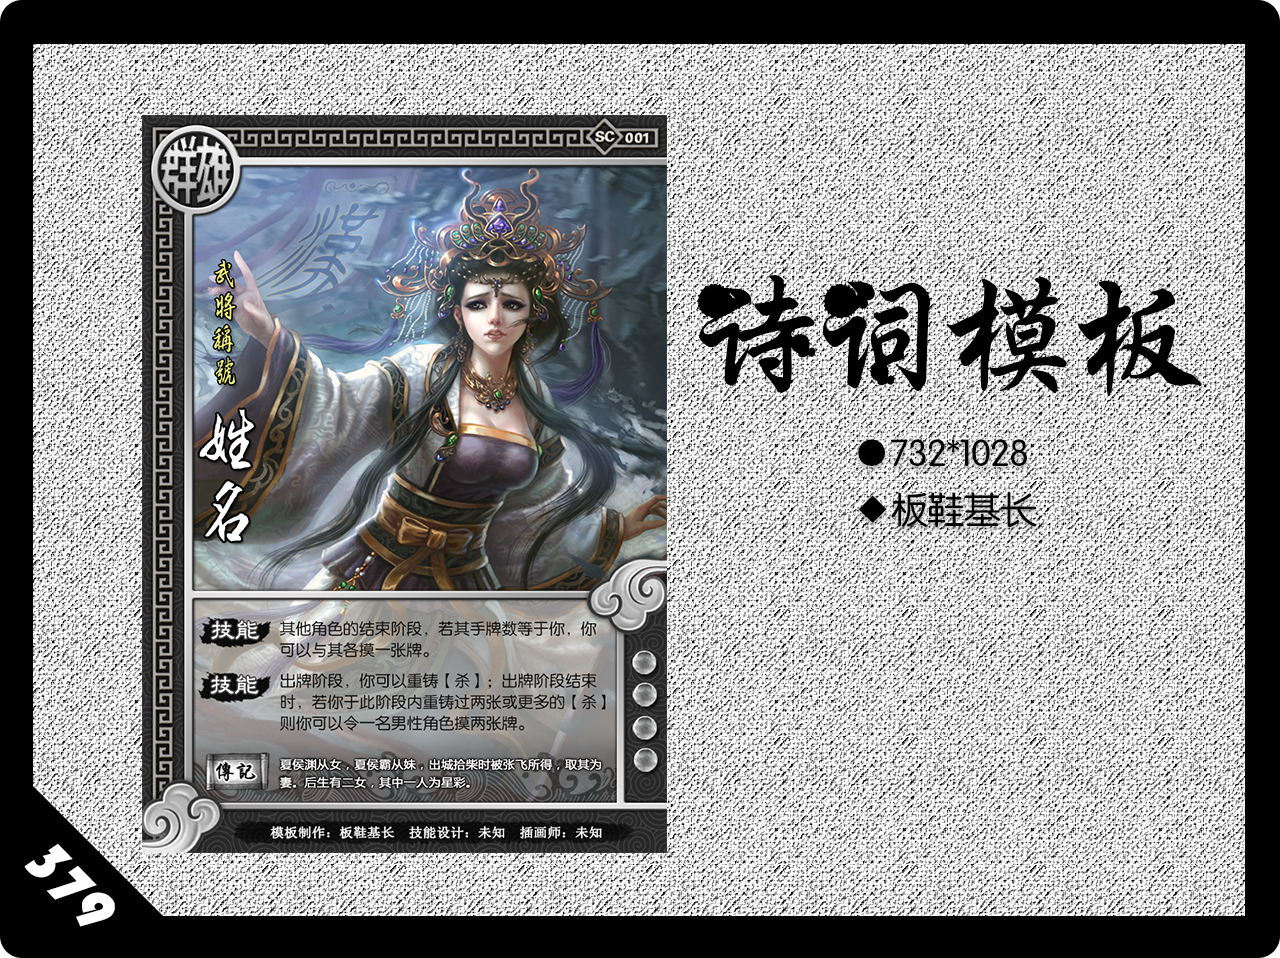 群雄
SC 001
武將稱號
姓名
技能
其他角色的结束阶段，若其手牌数等于你，你
可以与其各摸一张牌。
技能
出牌阶段，你可以重铸【杀】；出牌阶段结束
时，若你于此阶段内重铸过两张或更多的【杀】
则你可以令一名男性角色摸两张牌。
傳記
夏侯渊从女，夏侯霸从妹，出城拾柴时被张飞所得，取其为
妻。后生有二女，其中一人为星彩。
模板制作：板鞋基长 技能设计：未知 插画师：未知
诗词模板
●732*1028
◆板鞋基长
379